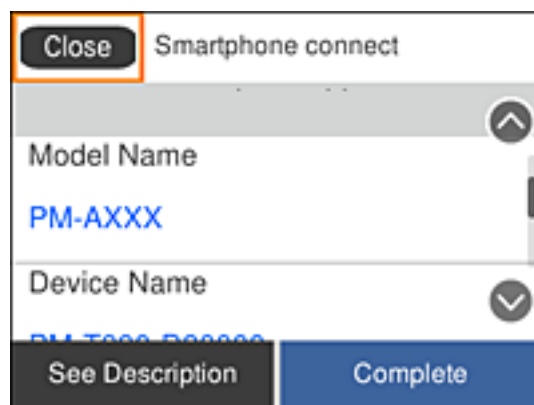 Close
Smartphone connect
Model Name
PM-AXXX
Device Name
See Description
Complete